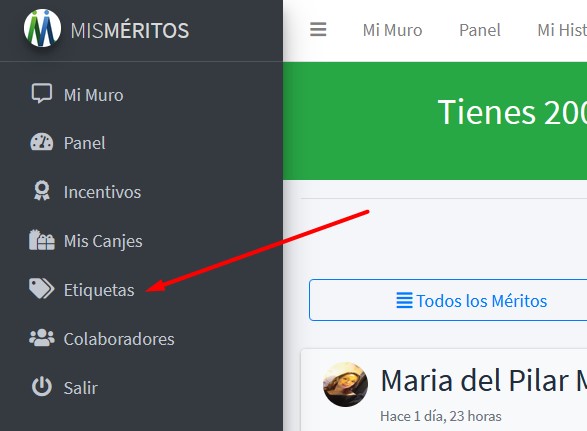 MISMÉRITOS
Mi Muro
Panel
Incentivos
Mis Canjes
Etiquetas
Colaboradores
Salir
Mi Muro Panel Mi Hist
Tienes 200
Todos los Méritos
Maria del Pilar M
Hace 1 día, 23 horas